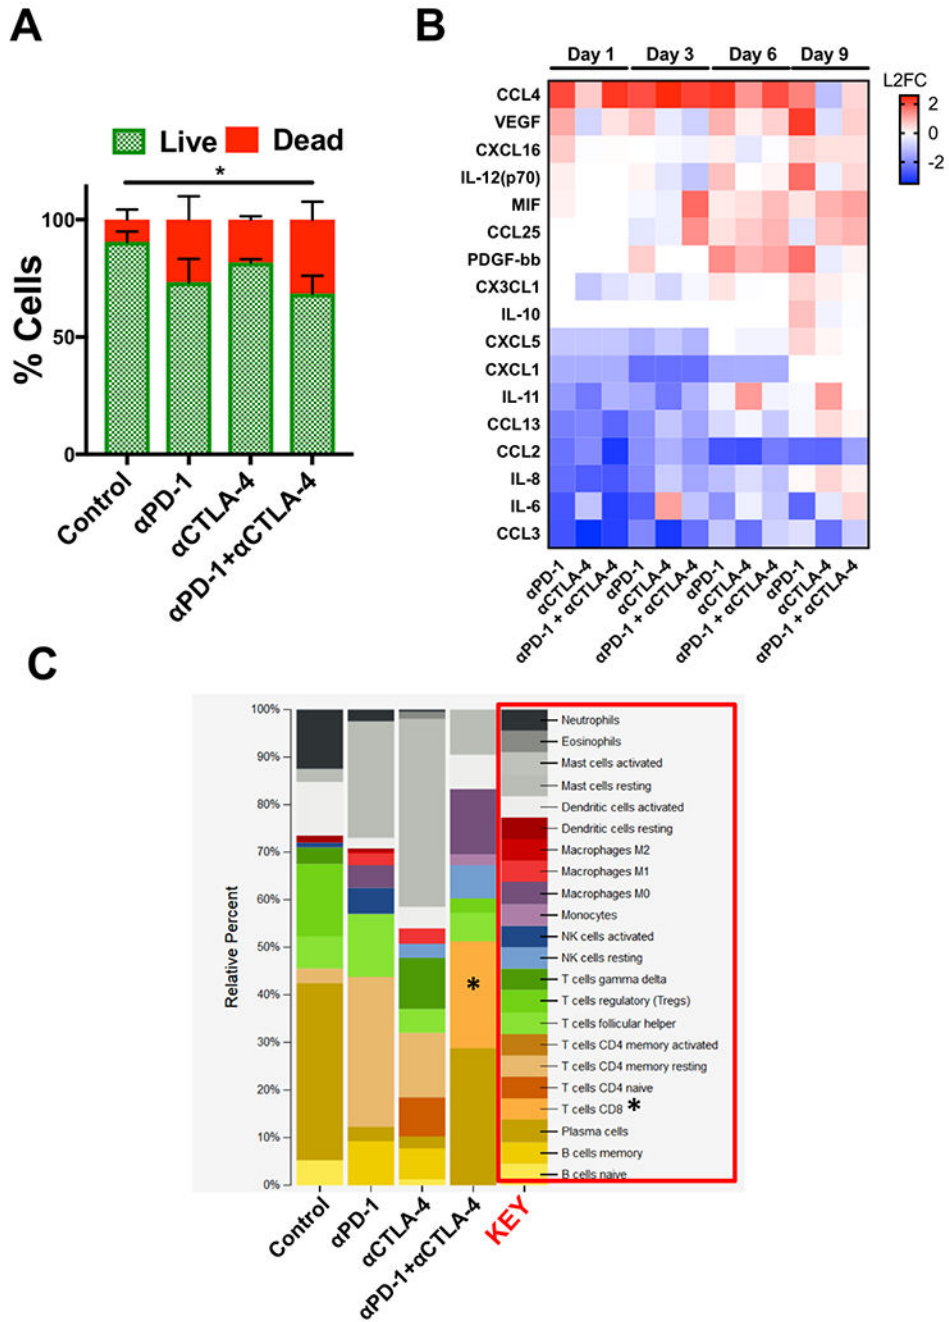 A
Live Dead
*
% Cells
100
50
0
Control
αPD-1
αCTLA-4
αPD-1+αCTLA-4
B
Day 1 Day 3 Day 6 Day 9
L2FC
2
0
-2
CCL4
VEGF
CXCL16
IL-12(p70)
MIF
CCL25
PDGF-bb
CX3CL1
IL-10
CXCL5
CXCL1
IL-11
CCL13
CCL2
IL-8
IL-6
CCL3
αPD-1
αCTLA-4
αPD-1 + αCTLA-4
αPD-1
αCTLA-4
αPD-1 + αCTLA-4
αPD-1
αCTLA-4
αPD-1 + αCTLA-4
αPD-1
αCTLA-4
αPD-1 + αCTLA-4
C
Relative Percent
100%
90%
80%
70%
60%
50%
40%
30%
20%
10%
0%
*
Neutrophils
Eosinophils
Mast cells activated
Mast cells resting
Dendritic cells activated
Dendritic cells resting
Macrophages M2
Macrophages M1
Macrophages M0
Monocytes
NK cells activated
NK cells resting
T cells gamma delta
T cells regulatory (Tregs)
T cells follicular helper
T cells CD4 memory activated
T cells CD4 memory resting
T cells CD4 naive
T cells CD8 *
Plasma cells
B cells memory
B cells naive
Control
αPD-1
αCTLA-4
αPD-1+αCTLA-4
KEY